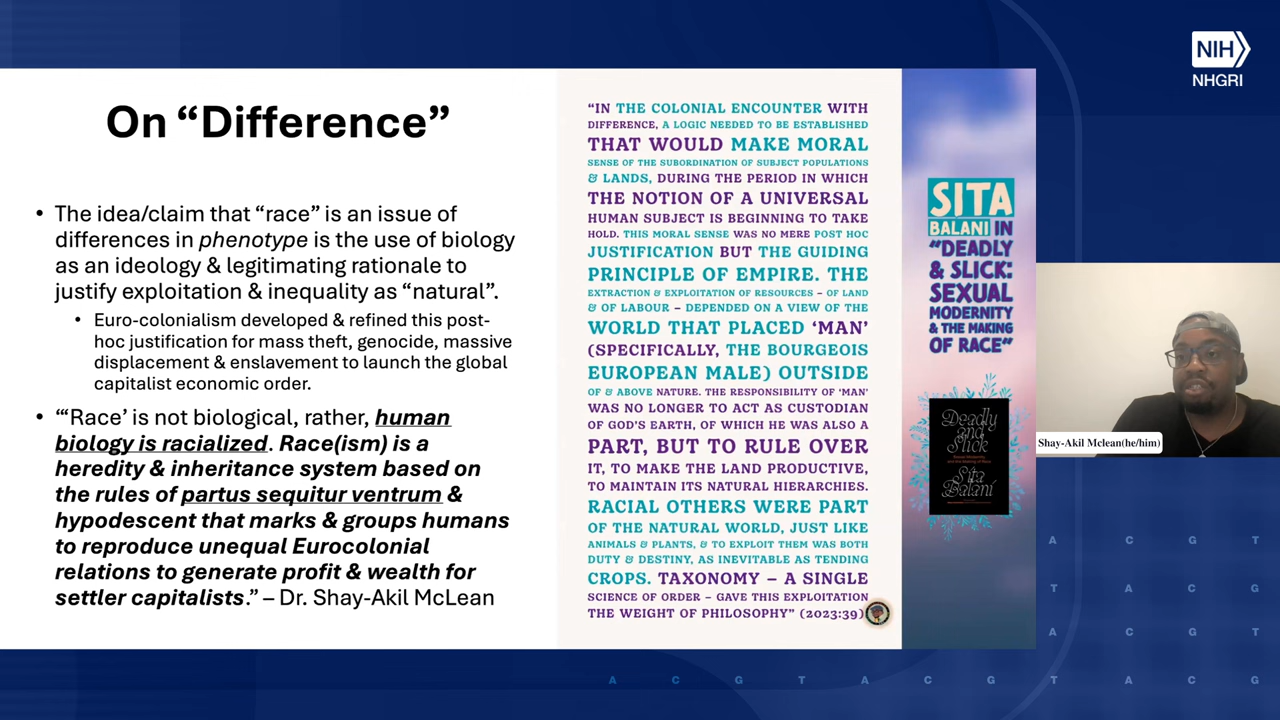 NIH
NHGRI
On “Difference”
• The idea/claim that “race” is an issue of
differences in phenotype is the use of biology
as an ideology & legitimating rationale to
justify exploitation & inequality as “natural”.
• Euro-colonialism developed & refined this post-
hoc justification for mass theft, genocide, massive
displacement & enslavement to launch the global
capitalist economic order.
• “‘Race’ is not biological, rather, human
biology is racialized. Race(ism) is a
heredity & inheritance system based on
the rules of partus sequitur ventrum &
hypodescent that marks & groups humans
to reproduce unequal Eurocolonial
relations to generate profit & wealth for
settler capitalists.” – Dr. Shay-Akil McLean
“IN THE COLONIAL ENCOUNTER WITH
DIFFERENCE, A LOGIC NEEDED TO BE ESTABLISHED
THAT WOULD MAKE MORAL
SENSE OF THE SUBORDINATION OF SUBJECT POPULATIONS
& LANDS, DURING THE PERIOD IN WHICH
THE NOTION OF A UNIVERSAL
HUMAN SUBJECT IS BEGINNING TO TAKE
HOLD. THIS MORAL SENSE WAS NO MERE POST HOC
JUSTIFICATION BUT THE GUIDING
PRINCIPLE OF EMPIRE. THE
EXTRACTION & EXPLOITATION OF RESOURCES – OF LAND
& OF LABOUR – DEPENDED ON A VIEW OF THE
WORLD THAT PLACED ‘MAN’
(SPECIFICALLY, THE BOURGEOIS
EUROPEAN MALE) OUTSIDE
OF & ABOVE NATURE. THE RESPONSIBILITY OF ‘MAN’
WAS NO LONGER TO ACT AS CUSTODIAN
OF GOD’S EARTH, OF WHICH HE WAS ALSO A
PART, BUT TO RULE OVER
IT, TO MAKE THE LAND PRODUCTIVE,
TO MAINTAIN ITS NATURAL HIERARCHIES.
RACIAL OTHERS WERE PART
OF THE NATURAL WORLD, JUST LIKE
ANIMALS & PLANTS, & TO EXPLOIT THEM WAS BOTH
DUTY & DESTINY, AS INEVITABLE AS TENDING
CROPS. TAXONOMY – A SINGLE
SCIENCE OF ORDER – GAVE THIS EXPLOITATION
THE WEIGHT OF PHILOSOPHY” (2023:39)
SITA
BALANI IN
“DEADLY
& SLICK:
SEXUAL
MODERNITY
& THE MAKING
OF RACE”
Deadly
and
Slick
Sita
Balani
Shay-Akil Mclean(he/him)
A C G T
T A C G
A C G T
A C G T A C G T A C G